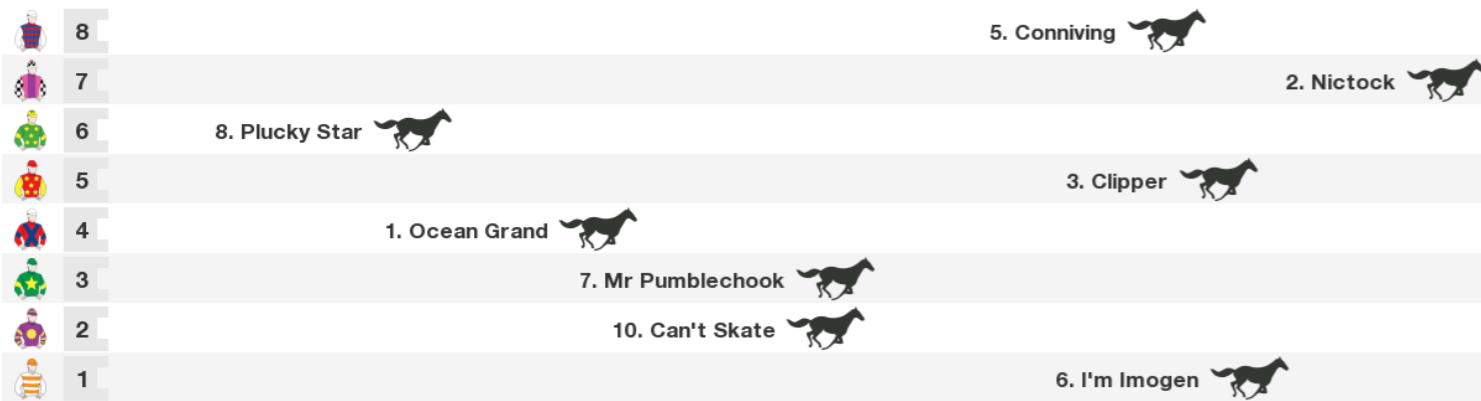 8 5. Conniving
7 2. Nictock
6 8. Plucky Star
5 3. Clipper
4 1. Ocean Grand
3 7. Mr Pumblechook
2 10. Can't Skate
1 6. I'm Imogen